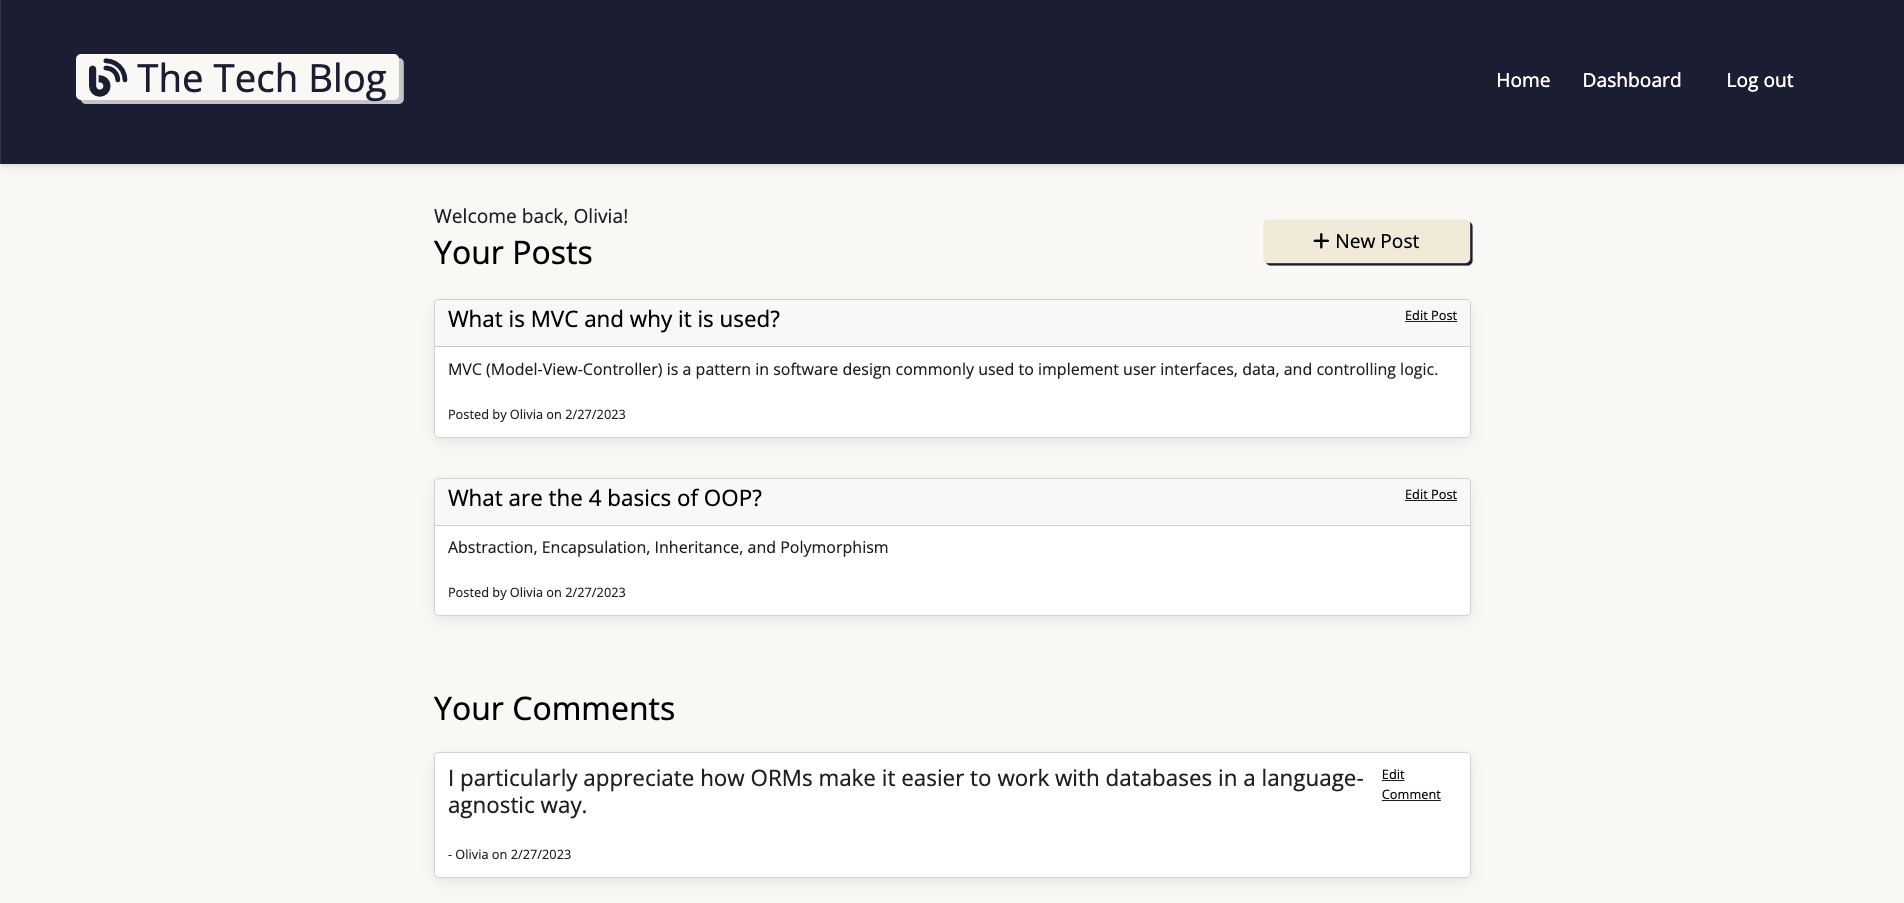 The Tech Blog
Home Dashboard Log out
Welcome back, Olivia!
Your Posts
New Post
What is MVC and why it is used?
Edit Post
MVC (Model-View-Controller) is a pattern in software design commonly used to implement user interfaces, data, and controlling logic.
Posted by Olivia on 2/27/2023
What are the 4 basics of OOP?
Edit Post
Abstraction, Encapsulation, Inheritance, and Polymorphism
Posted by Olivia on 2/27/2023
Your Comments
I particularly appreciate how ORMs make it easier to work with databases in a language-
agnostic way.
Edit
Comment
- Olivia on 2/27/2023